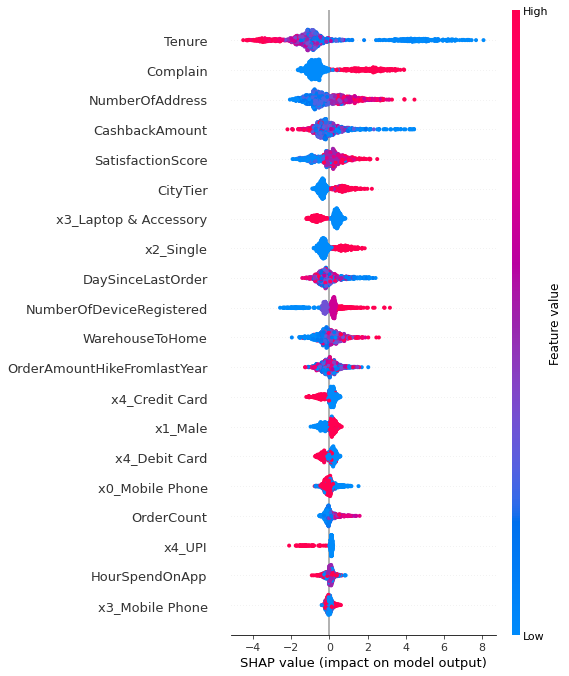 High
Tenure
Complain
NumberOfAddress
CashbackAmount
SatisfactionScore
CityTier
x3_Laptop & Accessory
x2_Single
DaySinceLastOrder
NumberOfDeviceRegistered
WarehouseToHome
OrderAmountHikeFromlastYear
x4_Credit Card
x1_Male
x4_Debit Card
x0_Mobile Phone
OrderCount
x4_UPI
HourSpendOnApp
x3_Mobile Phone
Feature value
Low
−4 −2 0 2 4 6 8
SHAP value (impact on model output)